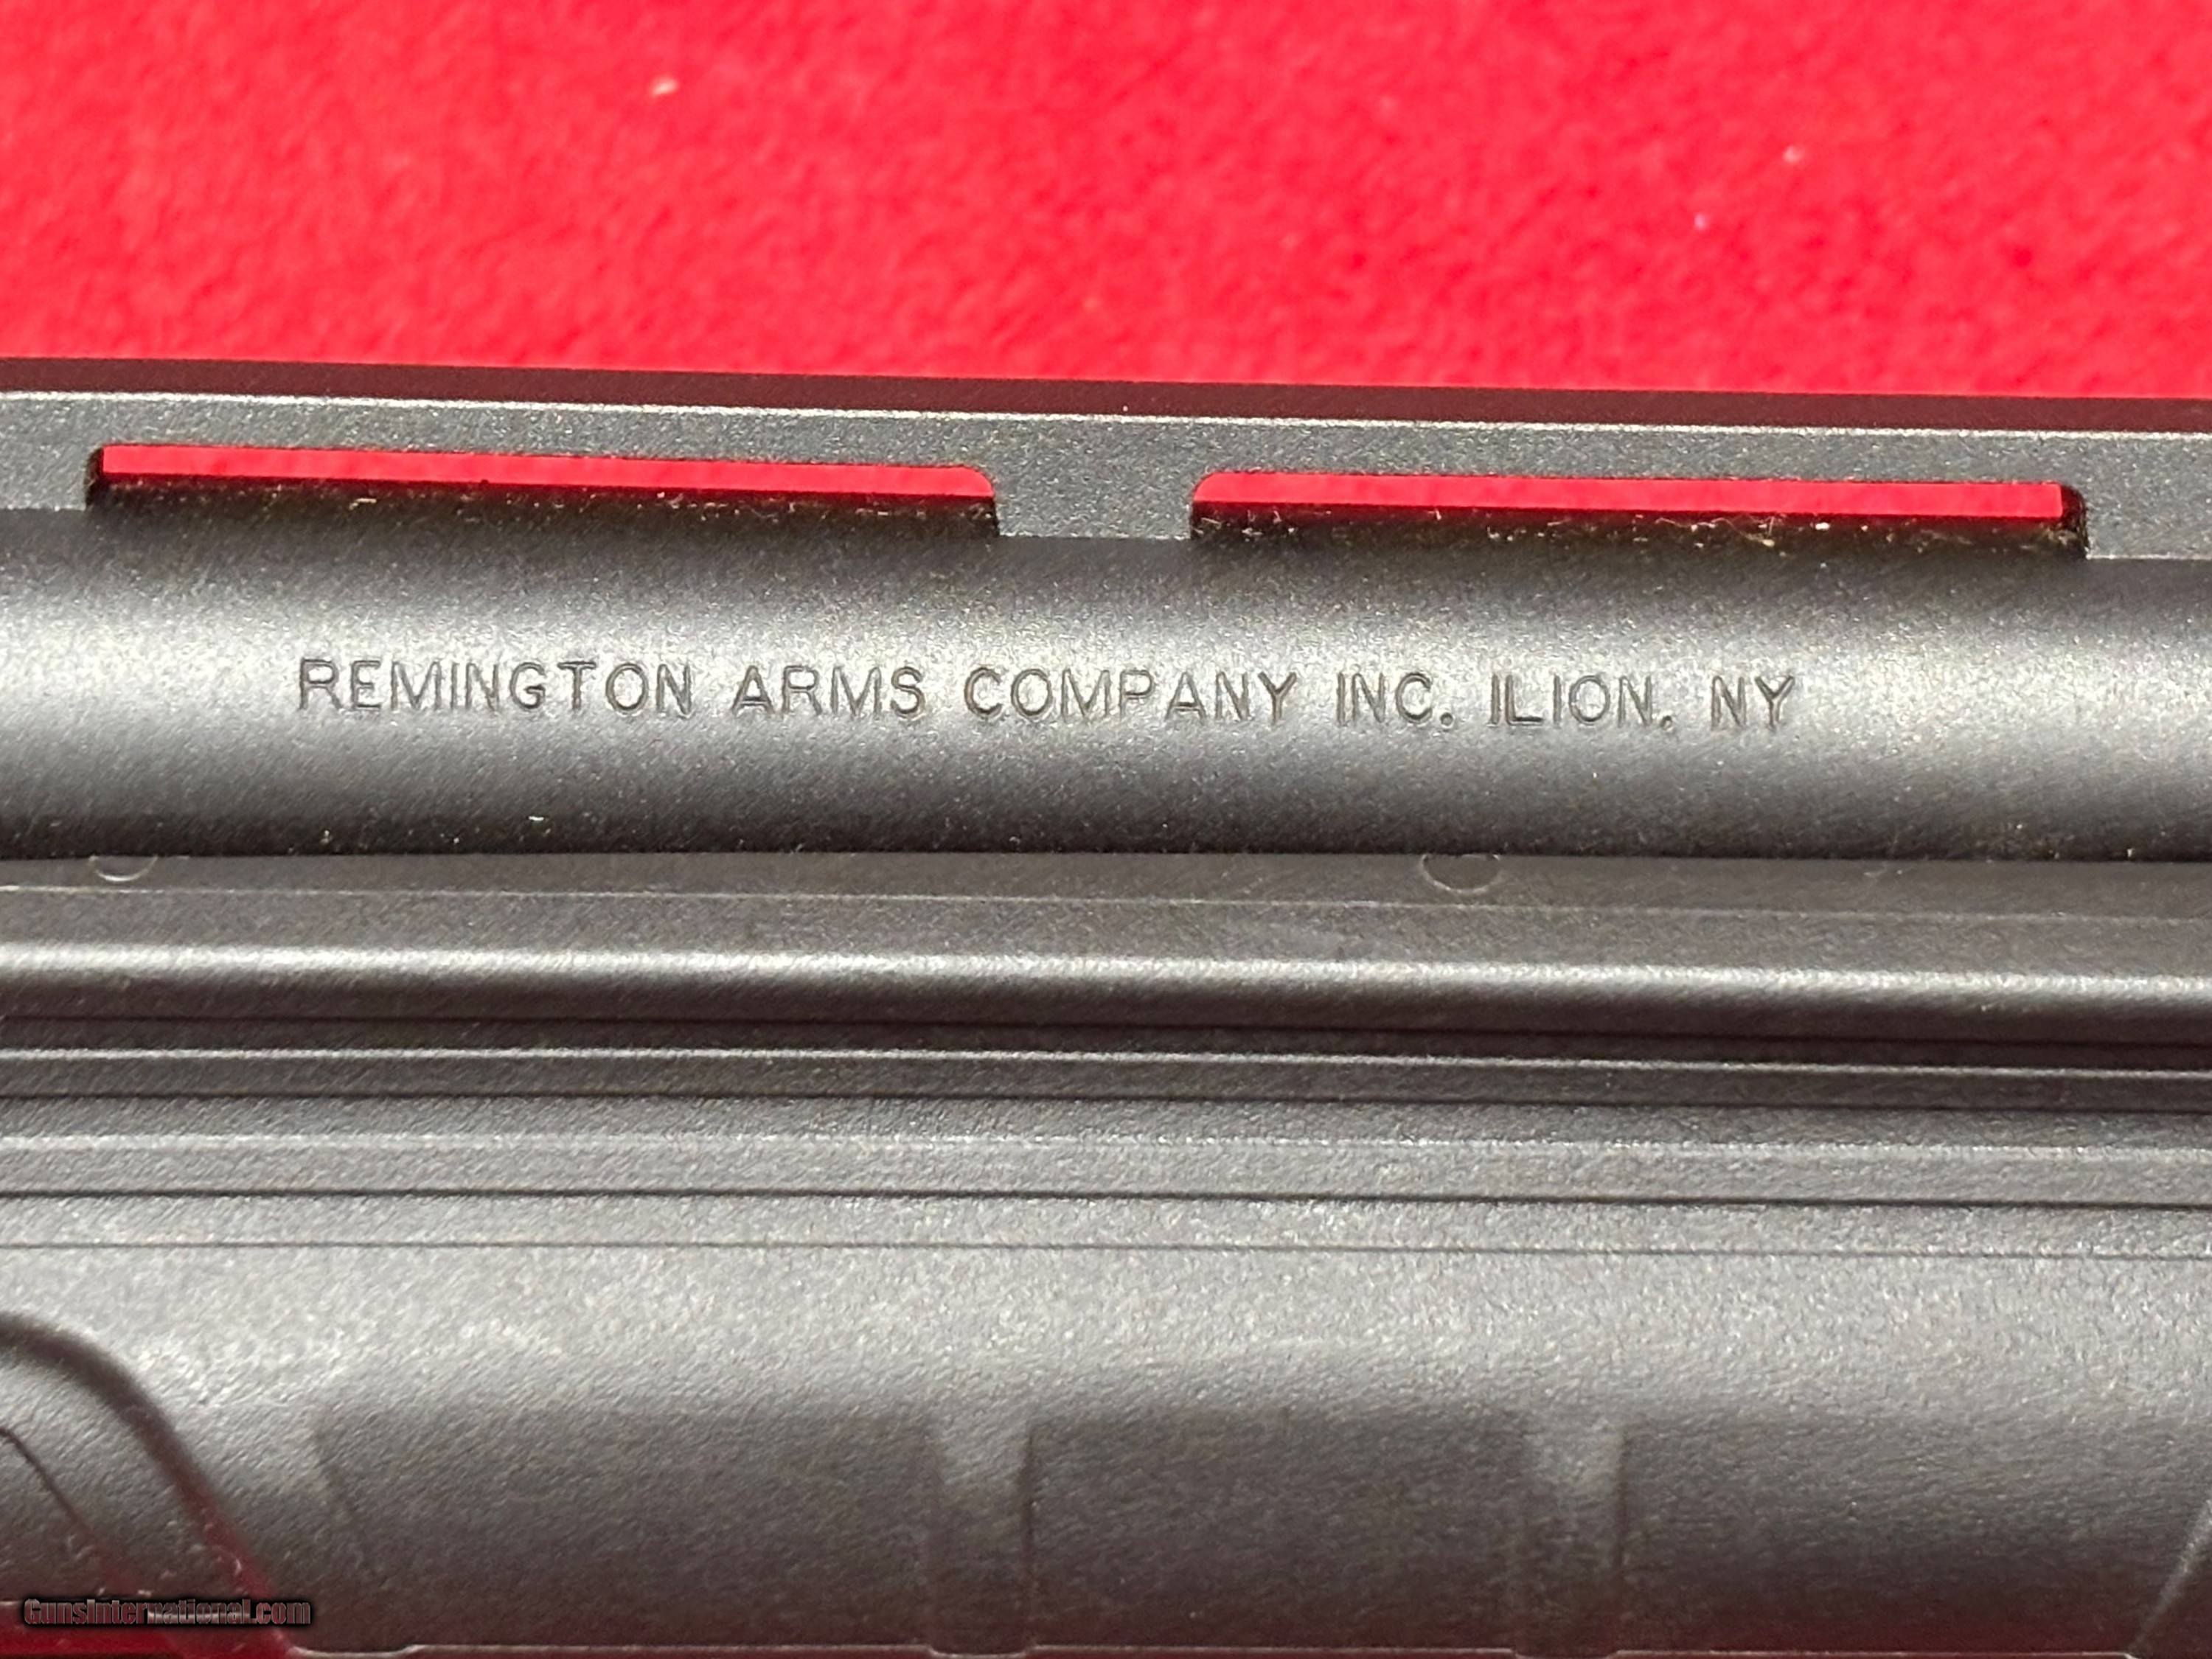 REMINGTON ARMS COMPANY INC. ILION, NY
GunsInternational.com